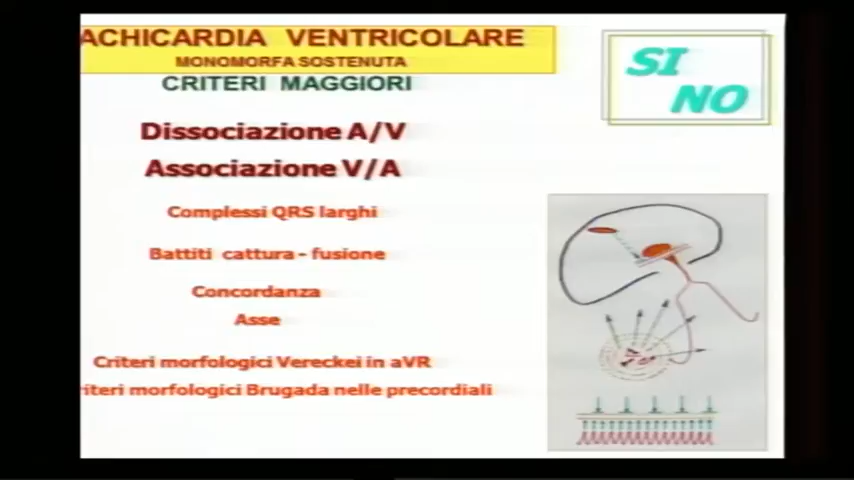 ACHICARDIA VENTRICOLARE
MONOMORFA SOSTENUTA
CRITERI MAGGIORI
SI
NO
Dissociazione A/V
Associazione V/A
Complessi QRS larghi
Battiti cattura - fusione
Concordanza
Asse
Criteri morfologici Vereckei in aVR
riteri morfologici Brugada nelle precordiali